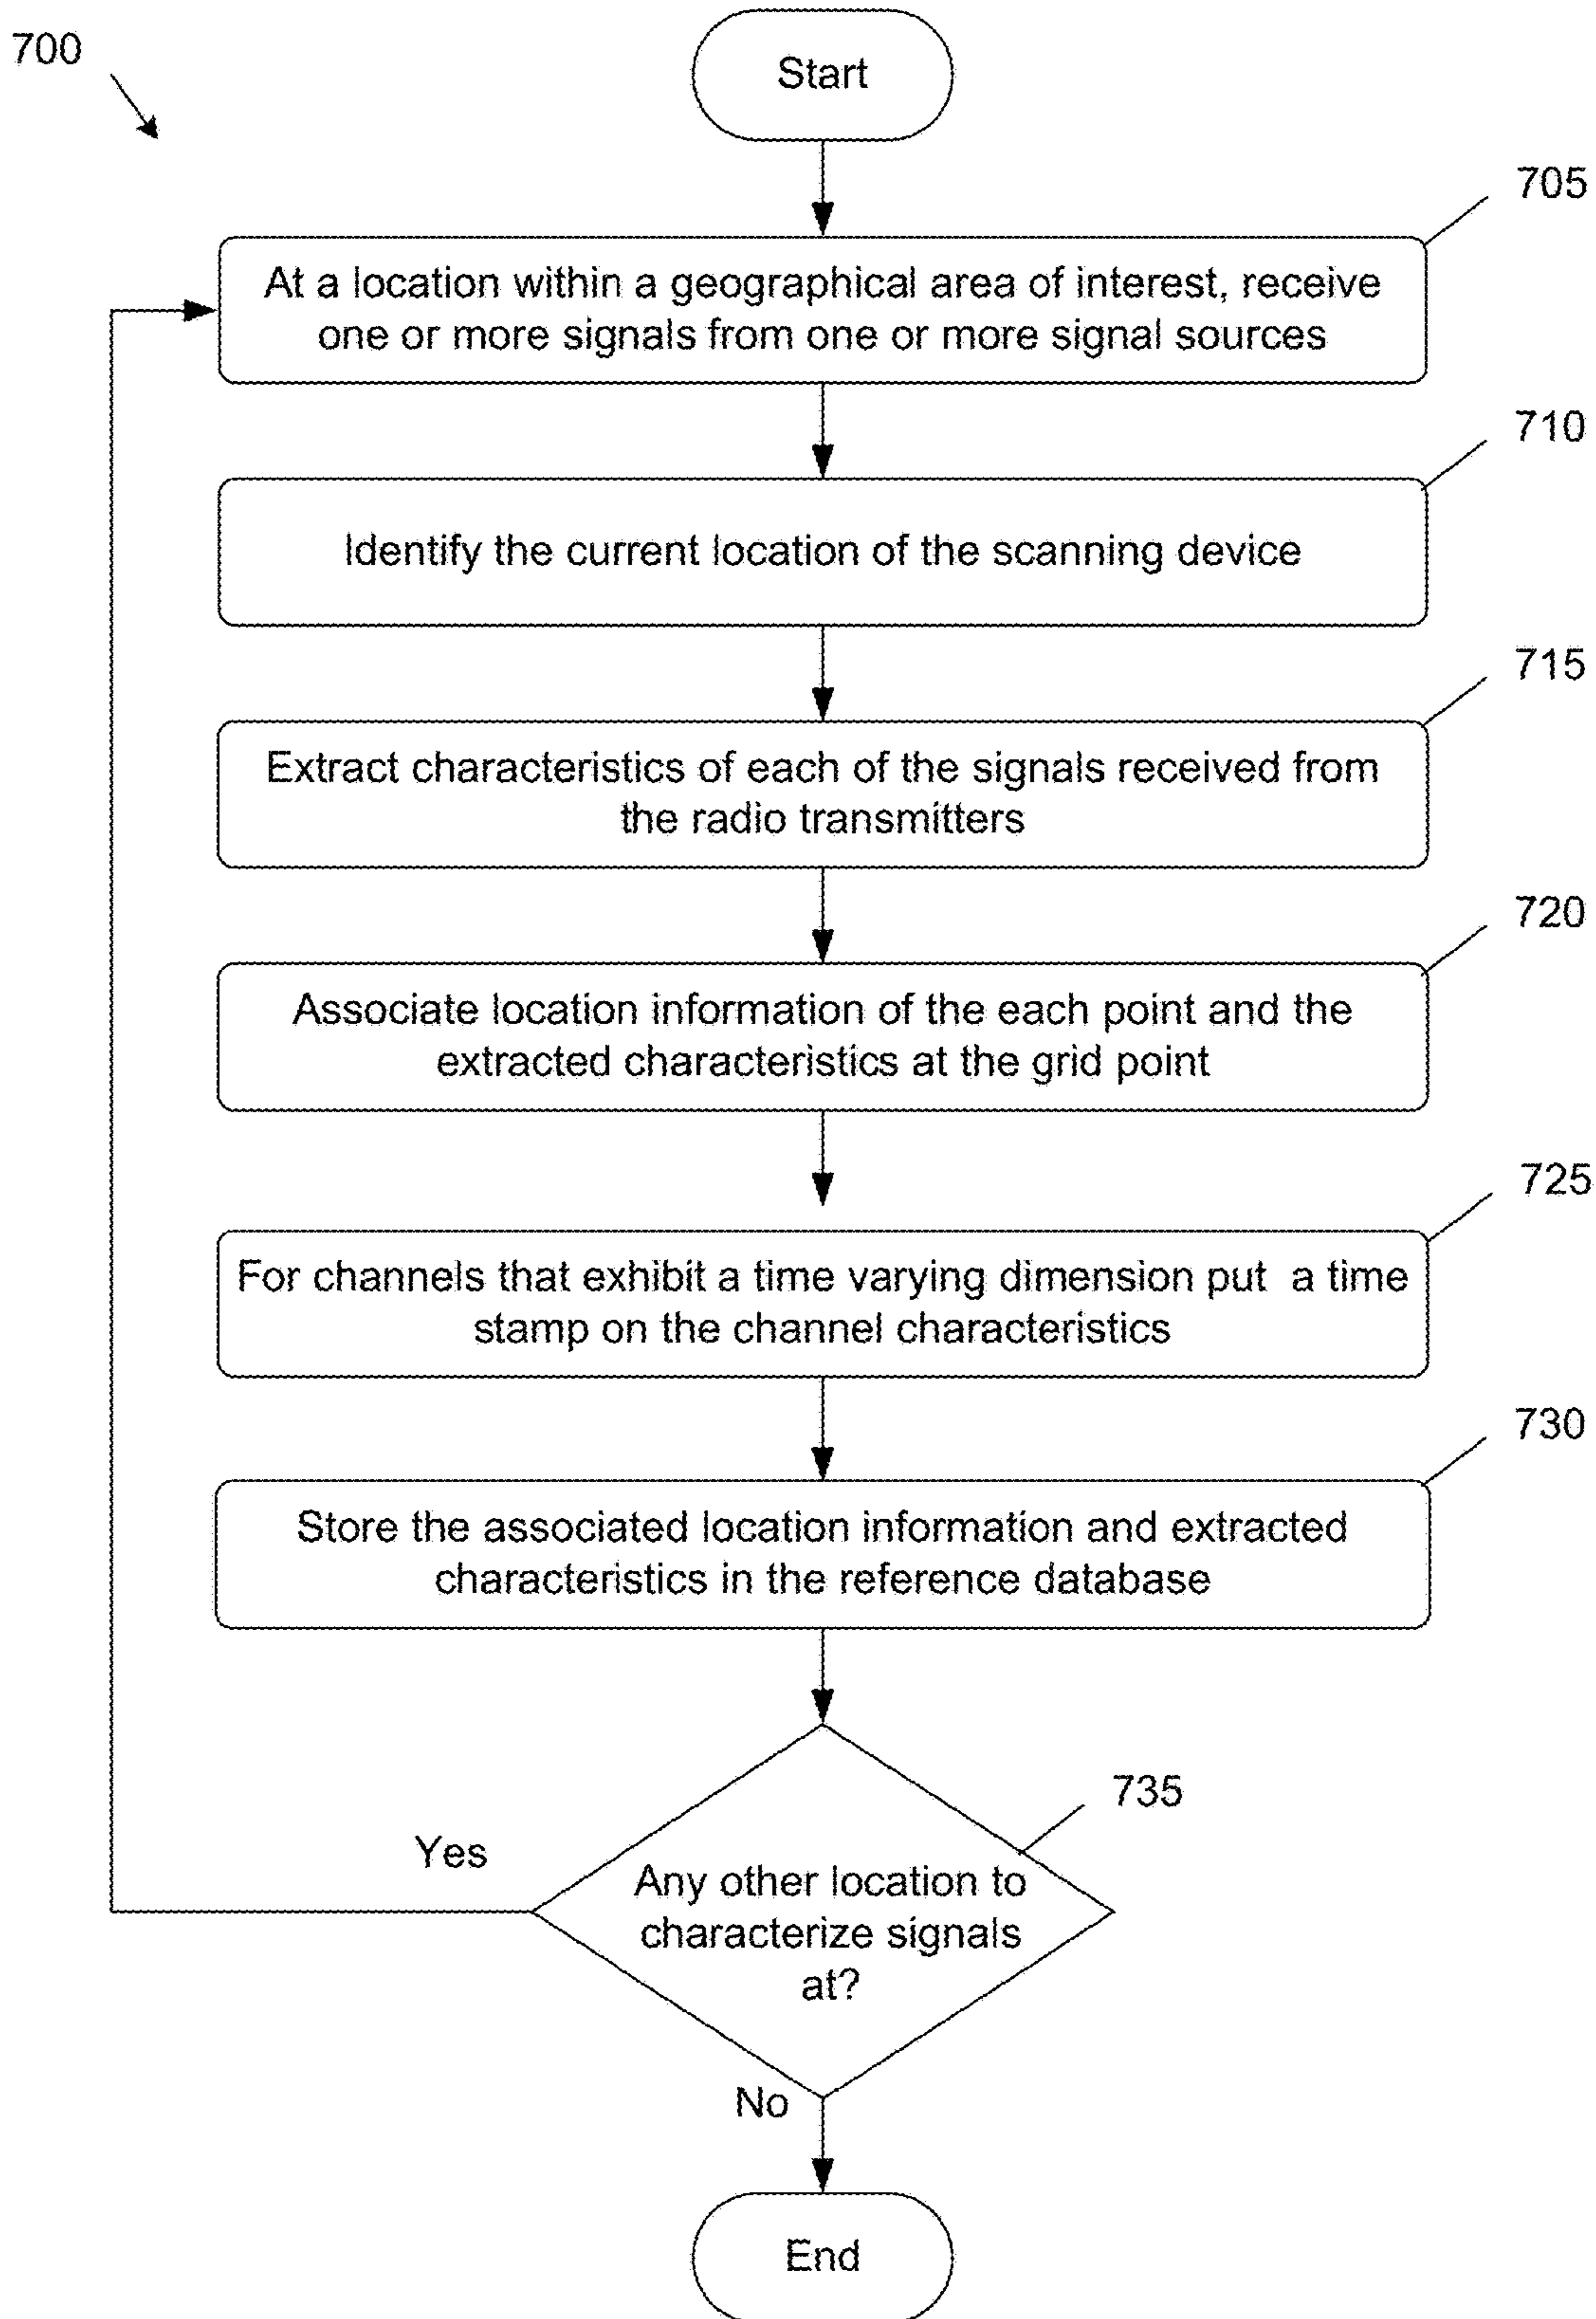 700
Start
705
At a location within a geographical area of interest, receive
one or more signals from one or more signal sources
710
Identify the current location of the scanning device
715
Extract characteristics of each of the signals received from
the radio transmitters
720
Associate location information of the each point and the
extracted characteristics at the grid point
725
For channels that exhibit a time varying dimension put a time
stamp on the channel characteristics
730
Store the associated location information and extracted
characteristics in the reference database
735
Yes
Any other location to
characterize signals
at?
No
End